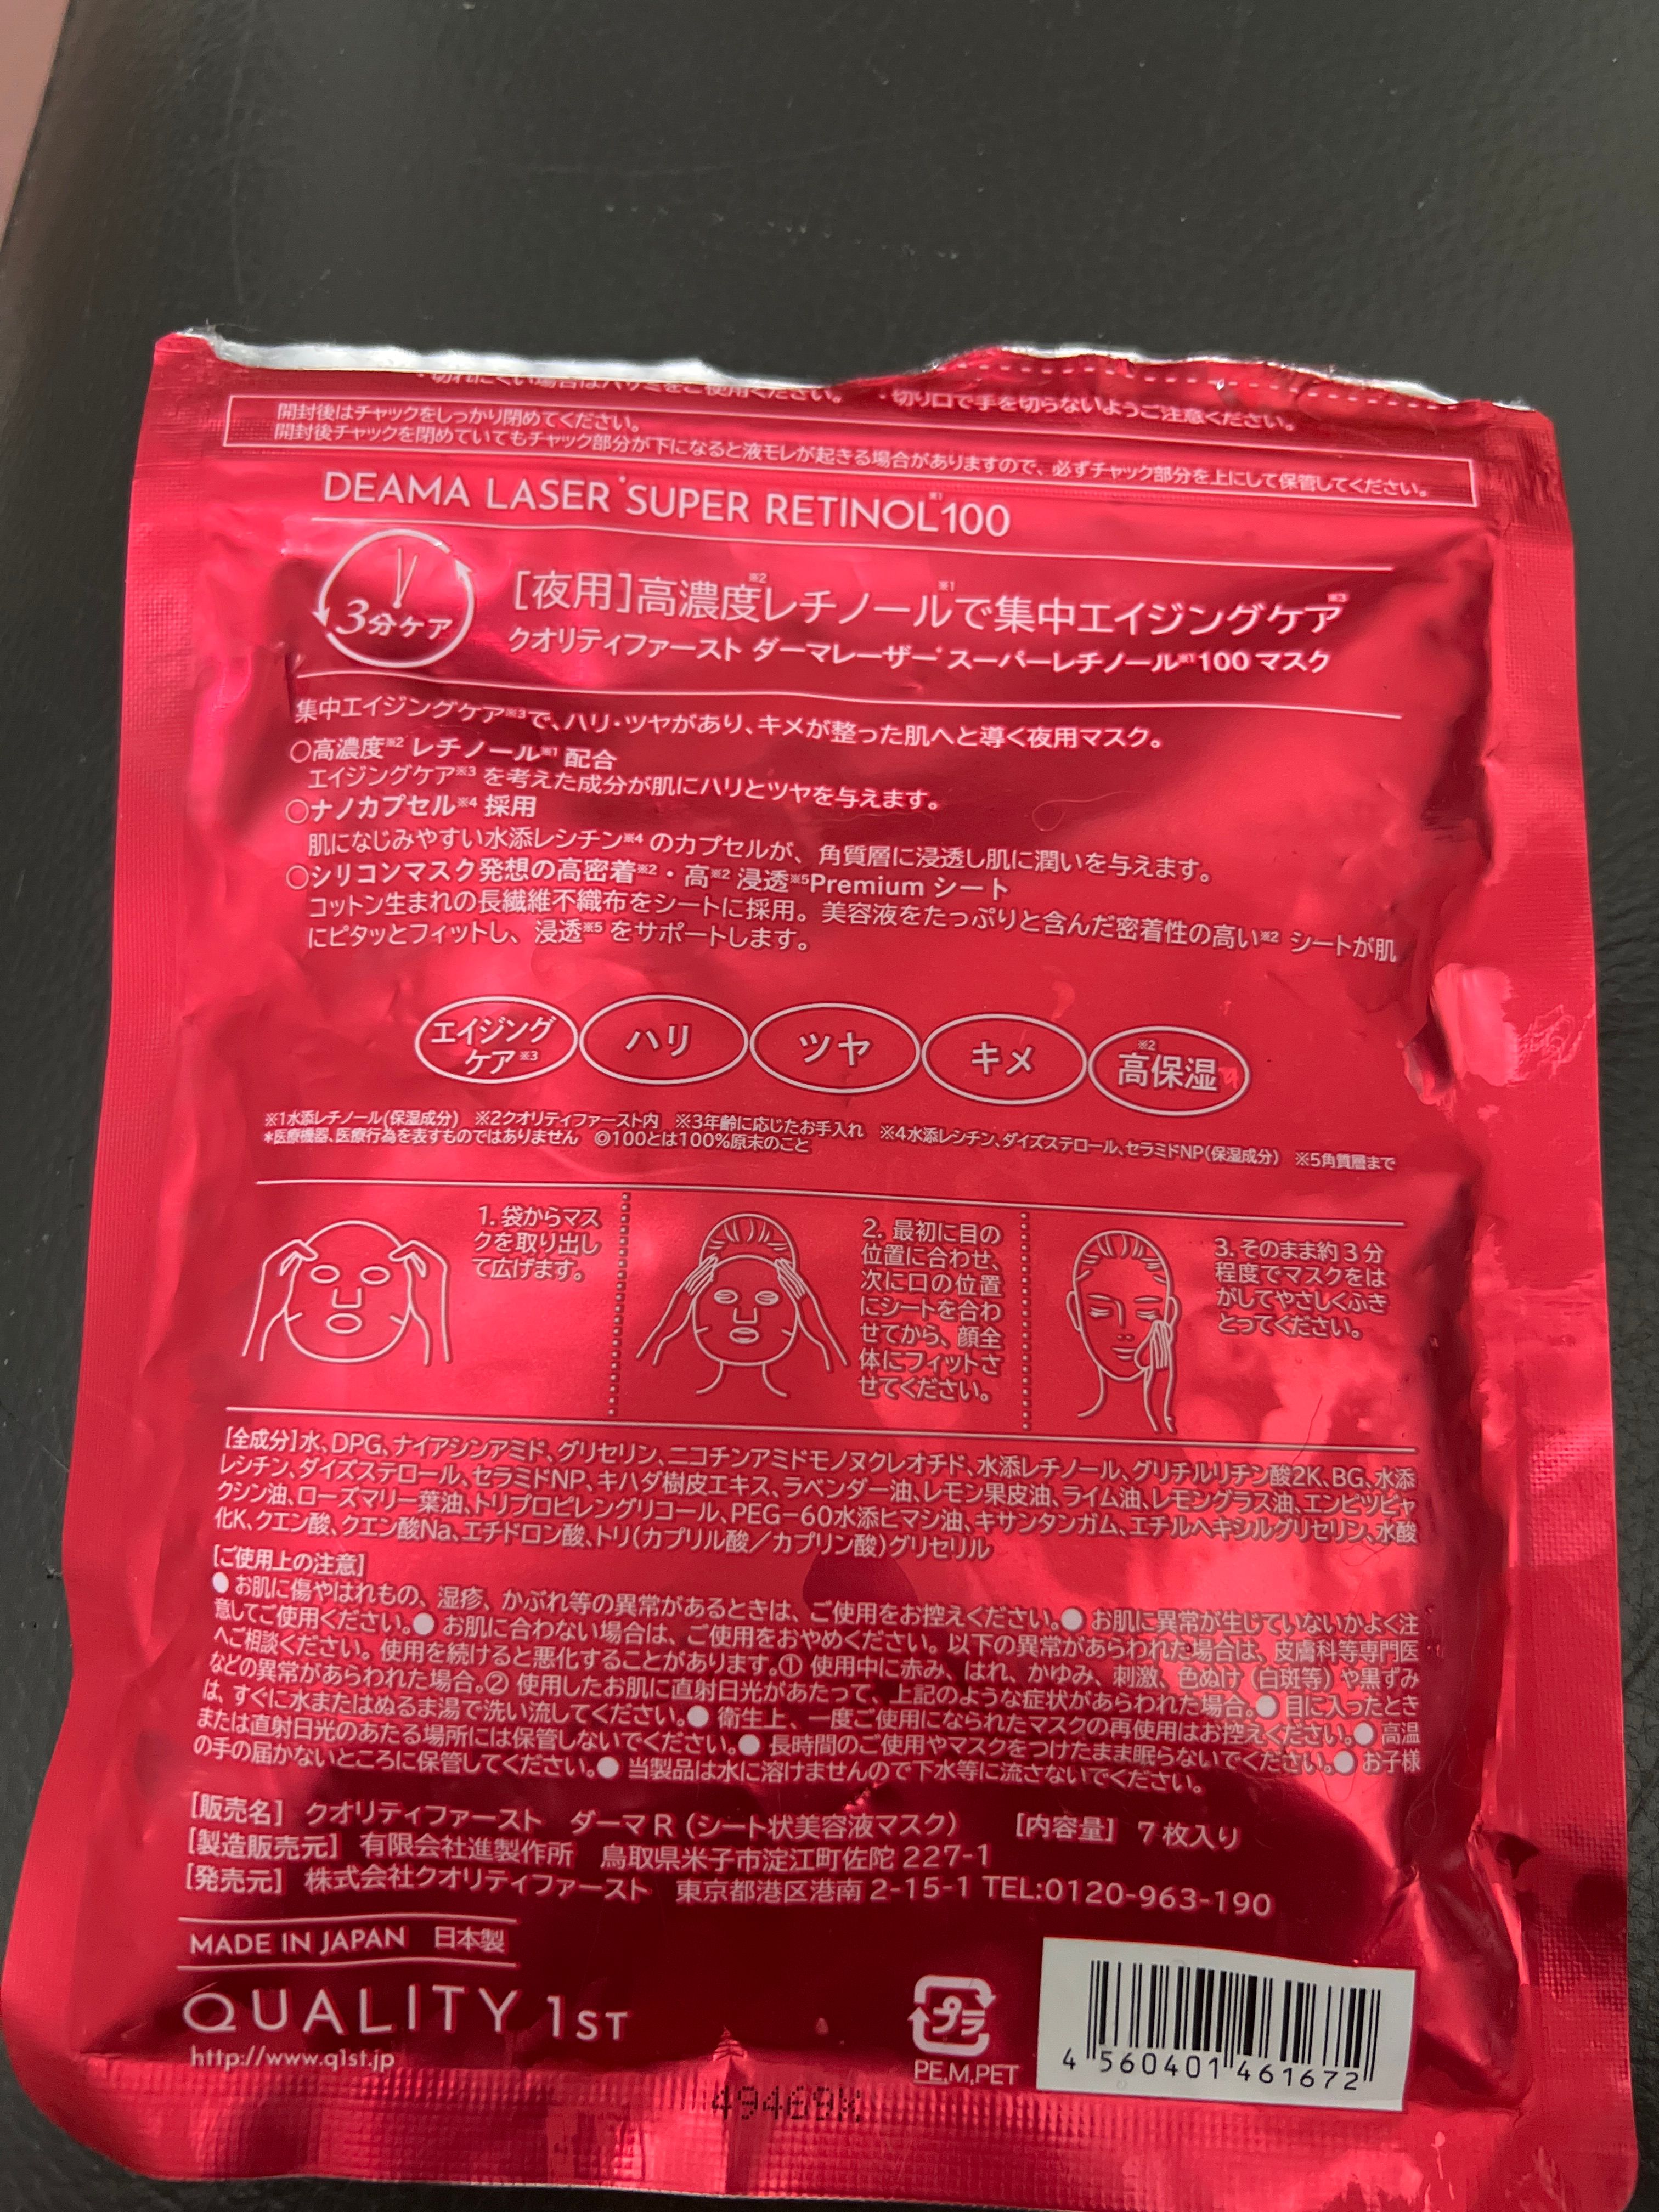 ・切れにくい場合はハサミをご使用ください。 ・切り口で手を切らないようご注意ください。
開封後はチャックをしっかり閉めてください。
開封後チャックを閉めていてもチャック部分が下になると液モレが起きる場合がありますので、必ずチャック部分を上にして保管してください。
DEAMA LASER*SUPER RETINOL※1100
3分ケア
[夜用]高濃度※2レチノール※1で集中エイジングケア※3
クオリティファースト ダーマレーザー*スーパーレチノール※1100 マスク
集中エイジングケア※3で、ハリ・ツヤがあり、キメが整った肌へと導く夜用マスク。
○高濃度※2 レチノール※1 配合
エイジングケア※3 を考えた成分が肌にハリとツヤを与えます。
○ナノカプセル※4 採用
肌になじみやすい水添レシチン※4 のカプセルが、角質層に浸透し肌に潤いを与えます。
○シリコンマスク発想の高密着※2・高※2 浸透※5Premium シート
コットン生まれの長繊維不織布をシートに採用。美容液をたっぷりと含んだ密着性の高い※2 シートが肌
にピタッとフィットし、浸透※5 をサポートします。
エイジング
ケア※3
ハリ
ツヤ
キメ
※2
高保湿
※1水添レチノール(保湿成分) ※2クオリティファースト内 ※3年齢に応じたお手入れ ※4水添レシチン、ダイズステロール、セラミドNP(保湿成分) ※5角質層まで
*医療機器、医療行為を表すものではありません ◎100とは100%原末のこと
1. 袋からマス
クを取り出し
て広げます。
2. 最初に目の
位置に合わせ、
次に口の位置
にシートを合わ
せてから、顔全
体にフィットさ
せてください。
3. そのまま約3分
程度でマスクをは
がしてやさしくふき
とってください。
[全成分]水、DPG、ナイアシンアミド、グリセリン、ニコチンアミドモノヌクレオチド、水添レチノール、グリチルリチン酸2K、BG、水添
レシチン、ダイズステロール、セラミドNP、キハダ樹皮エキス、ラベンダー油、レモン果皮油、ライム油、レモングラス油、エンピツビャ
クシン油、ローズマリー葉油、トリプロピレングリコール、PEG-60水添ヒマシ油、キサンタンガム、エチルヘキシルグリセリン、水酸
化K、クエン酸、クエン酸Na、エチドロン酸、トリ(カプリル酸/カプリン酸)グリセリル
[ご使用上の注意]
●お肌に傷やはれもの、湿疹、かぶれ等の異常があるときは、ご使用をお控えください。●お肌に異常が生じていないかよく注
意してご使用ください。●お肌に合わない場合は、ご使用をおやめください。以下の異常があらわれた場合は、皮膚科等専門医
へご相談ください。使用を続けると悪化することがあります。①使用中に赤み、はれ、かゆみ、刺激、色ぬけ(白斑等)や黒ずみ
などの異常があらわれた場合。②使用したお肌に直射日光があたって、上記のような症状があらわれた場合。●目に入ったとき
は、すぐに水またはぬるま湯で洗い流してください。●衛生上、一度ご使用になられたマスクの再使用はお控えください。●高温
または直射日光のあたる場所には保管しないでください。●長時間のご使用やマスクをつけたまま眠らないでください。●お子様
の手の届かないところに保管してください。●当製品は水に溶けませんので下水等に流さないでください。
[販売名] クオリティファースト ダーマR(シート状美容液マスク) [内容量] 7枚入り
[製造販売元] 有限会社進製作所 鳥取県米子市淀江町佐陀227-1
[発売元] 株式会社クオリティファースト 東京都港区港南2-15-1 TEL:0120-963-190
MADE IN JAPAN 日本製
QUALITY 1ST
http://www.q1st.jp
プラ
PE,M,PET
4 560401 461672